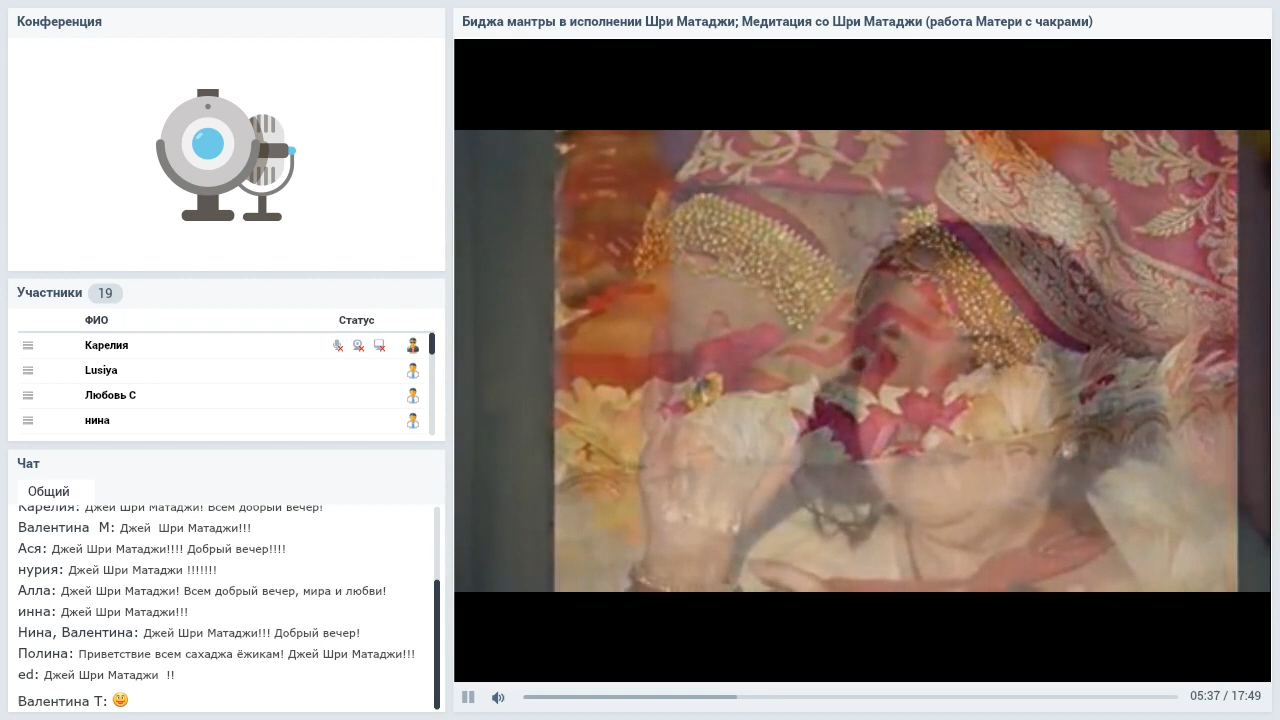 Конференция
Биджа мантры в исполнении Шри Матаджи; Медитация со Шри Матаджи (работа Матери с чакрами)
Участники 19
ФИО Статус
Карелия
Lusiya
Любовь С
нина
Чат
Общий
Карелия: Джей Шри Матаджи! Всем добрый вечер!
Валентина М: Джей Шри Матаджи!!!
Ася: Джей Шри Матаджи!!!! Добрый вечер!!!!
нурия: Джей Шри Матаджи !!!!!!!
Алла: Джей Шри Матаджи! Всем добрый вечер, мира и любви!
инна: Джей Шри Матаджи!!!
Нина, Валентина: Джей Шри Матаджи!!! Добрый вечер!
Полина: Приветствие всем сахаджа ёжикам! Джей Шри Матаджи!!!
ed: Джей Шри Матаджи !!
Валентина Т:
05:37 / 17:49